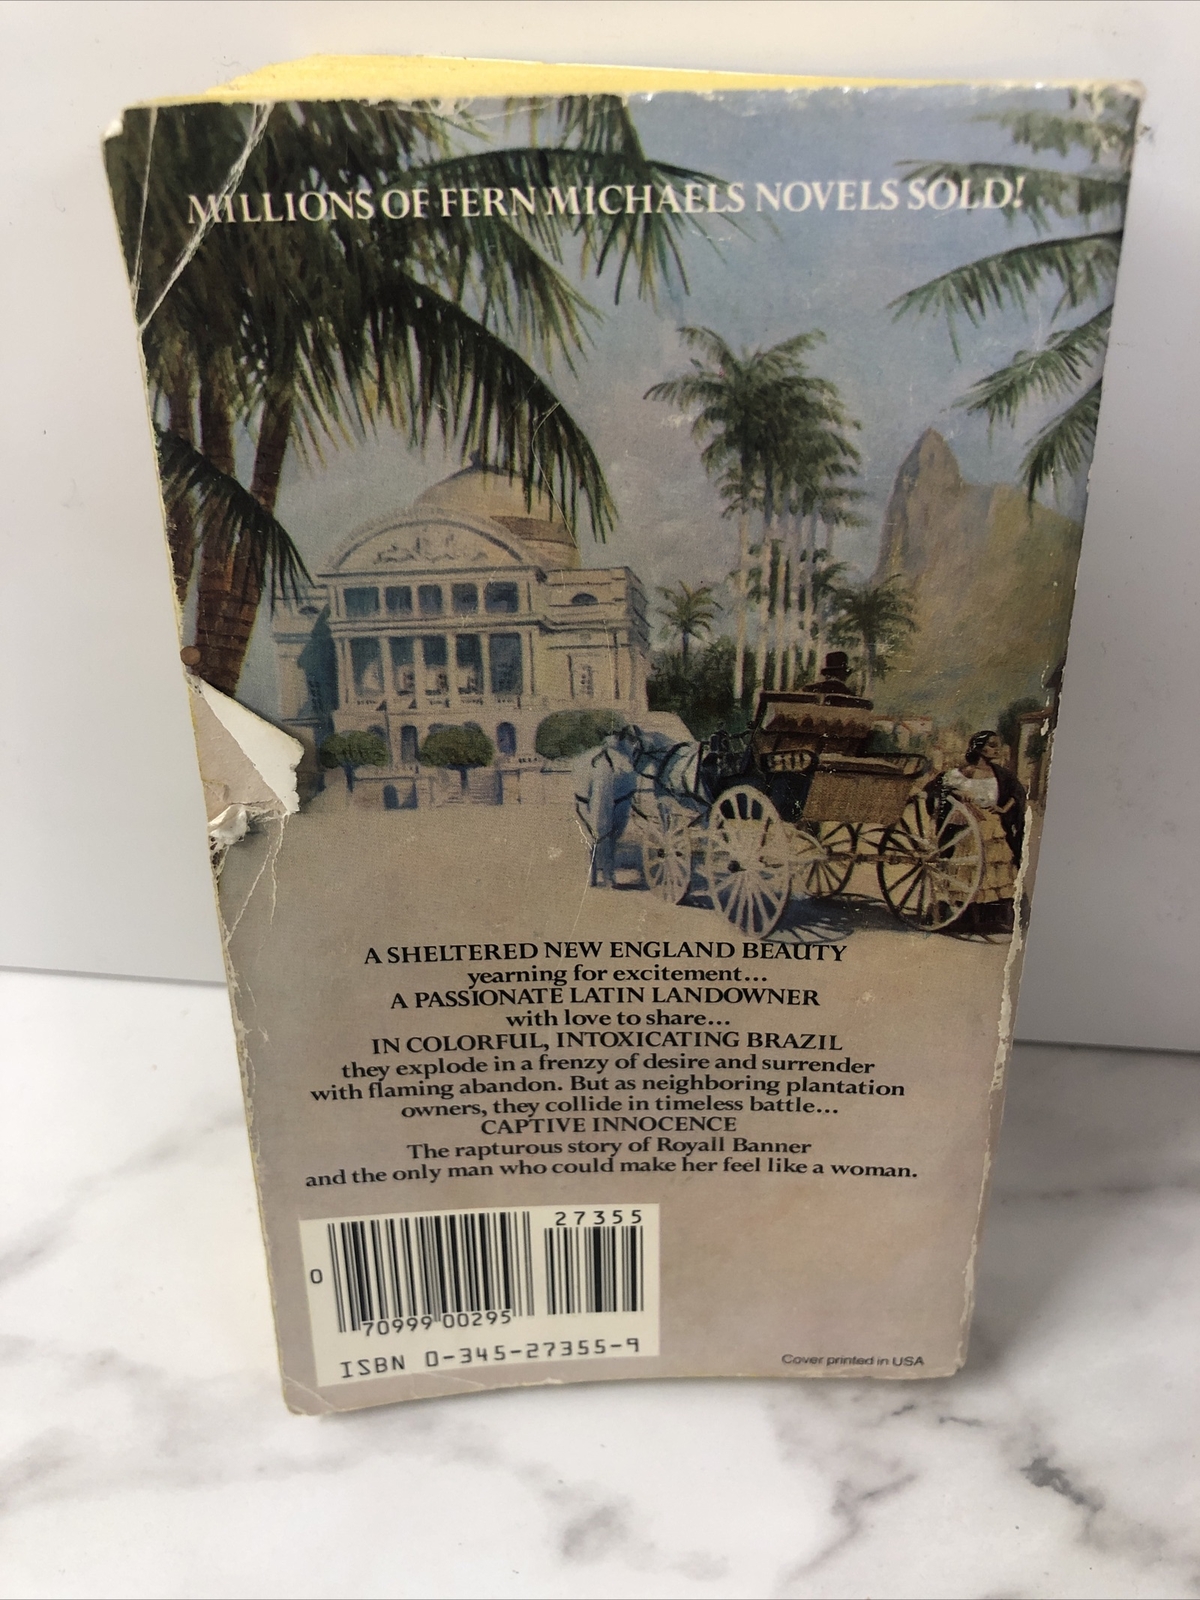 MILLIONS OF FERN MICHAELS NOVELS SOLD!
A SHELTERED NEW ENGLAND BEAUTY
yearning for excitement...
A PASSIONATE LATIN LANDOWNER
with love to share...
IN COLORFUL, INTOXICATING BRAZIL
they explode in a frenzy of desire and surrender
with flaming abandon. But as neighboring plantation
owners, they collide in timeless battle...
CAPTIVE INNOCENCE
The rapturous story of Royall Banner
and the only man who could make her feel like a woman.
27355
0
70999 00295
ISBN 0-345-27355-9
Cover printed in USA